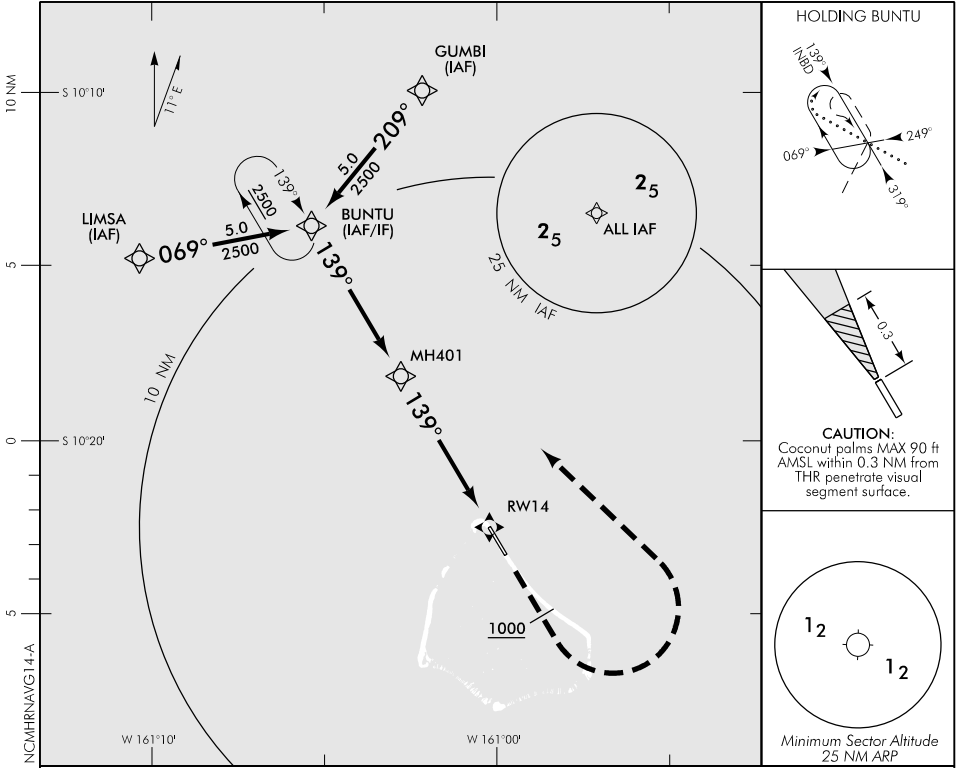 GUMBI
(IAF)
10 NM
S 10°10'
11° E
209°
5.0
2500
139°
2500
LIMSA
(IAF)
BUNTU
(IAF/IF)
069°
5.0
2500
139°
25
25
ALL IAF
25 NM IAF
5
10 NM
MH401
139°
0
S 10°20'
RW14
5
1000
NCMHRNAVG14-A
W 161°10'
W 161°00'
HOLDING BUNTU
139°
INBD
249°
069°
319°
0.3
CAUTION:
Coconut palms MAX 90 ft
AMSL within 0.3 NM from
THR penetrate visual
segment surface.
12
12
Minimum Sector Altitude
25 NM ARP